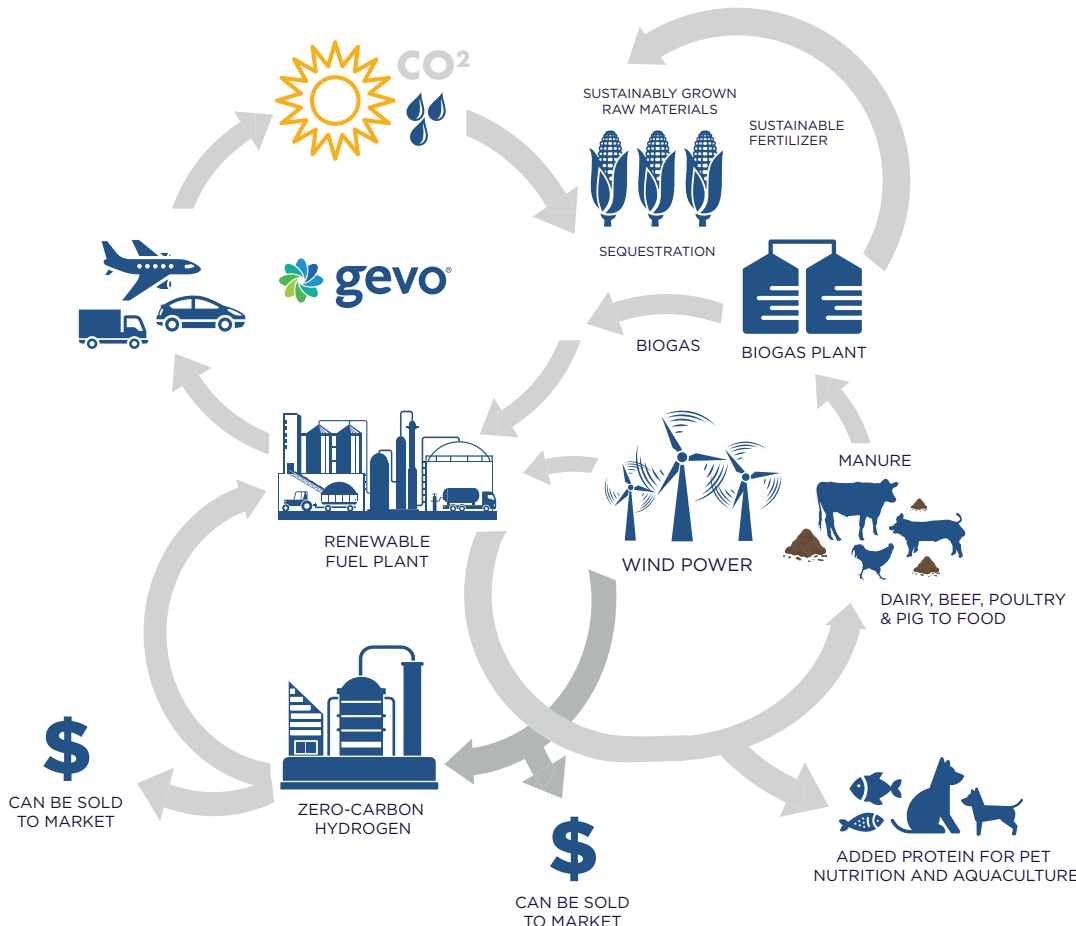 CO²
SUSTAINABLY GROWN
RAW MATERIALS
SUSTAINABLE
FERTILIZER
SEQUESTRATION
gevo®
BIOGAS
BIOGAS PLANT
MANURE
RENEWABLE
FUEL PLANT
WIND POWER
DAIRY, BEEF, POULTRY
& PIG TO FOOD
$
CAN BE SOLD
TO MARKET
ZERO-CARBON
HYDROGEN
$
CAN BE SOLD
TO MARKET
ADDED PROTEIN FOR PET
NUTRITION AND AQUACULTURE